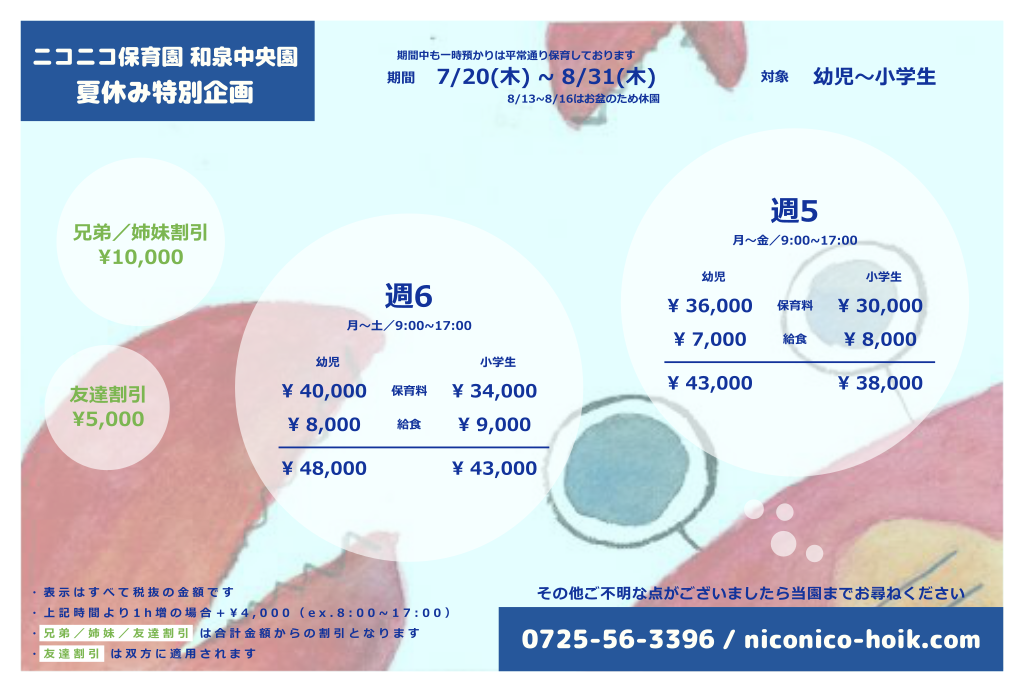 ニコニコ保育園 和泉中央園
夏休み特別企画
期間中も一時預かりは平常通り保育しております
期間 7/20(木) ~ 8/31(木)
8/13~8/16はお盆のため休園
対象 幼児〜小学生
兄弟／姉妹割引
¥10,000
友達割引
¥5,000
週6
月〜土／9:00~17:00
幼児 小学生
¥ 40,000 保育料 ¥ 34,000
¥ 8,000 給食 ¥ 9,000
¥ 48,000 ¥ 43,000
週5
月〜金／9:00~17:00
幼児 小学生
¥ 36,000 保育料 ¥ 30,000
¥ 7,000 給食 ¥ 8,000
¥ 43,000 ¥ 38,000
・表示はすべて税抜の金額です
・上記時間より1h増の場合＋¥4,000（ex.8:00~17:00）
・兄弟／姉妹／友達割引 は合計金額からの割引となります
・友達割引 は双方に適用されます
その他ご不明な点がございましたら当園までお尋ねください
0725-56-3396 / niconico-hoik.com